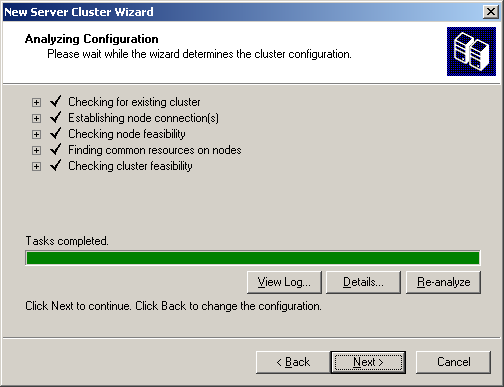 New Server Cluster Wizard
Analyzing Configuration
Please wait while the wizard determines the cluster configuration.
Checking for existing cluster
Establishing node connection(s)
Checking node feasibility
Finding common resources on nodes
Checking cluster feasibility
Tasks completed.
View Log... Details... Re-analyze
Click Next to continue. Click Back to change the configuration.
< Back Next > Cancel